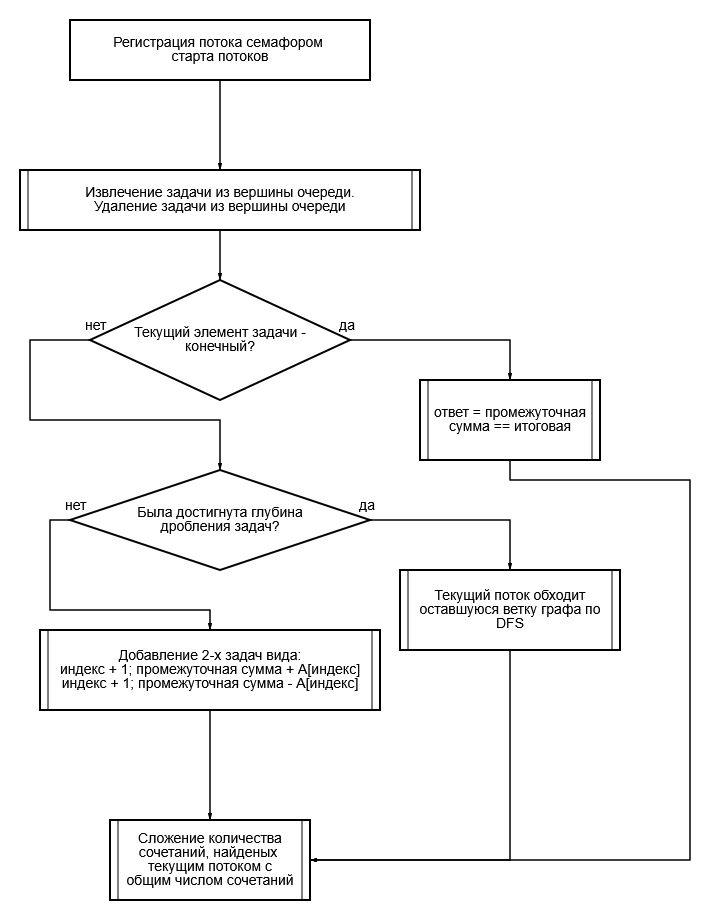 Регистрация потока семафором
старта потоков
Извлечение задачи из вершины очереди.
Удаление задачи из вершины очереди
нет
да
Текущий элемент задачи -
конечный?
ответ = промежуточная
сумма == итоговая
нет
да
Была достигнута глубина
дробления задач?
Текущий поток обходит
оставшуюся ветку графа по
DFS
Добавление 2-х задач вида:
индекс + 1; промежуточная сумма + А[индекс]
индекс + 1; промежуточная сумма - А[индекс]
Сложение количества
сочетаний, найденых
текущим потоком с
общим числом сочетаний